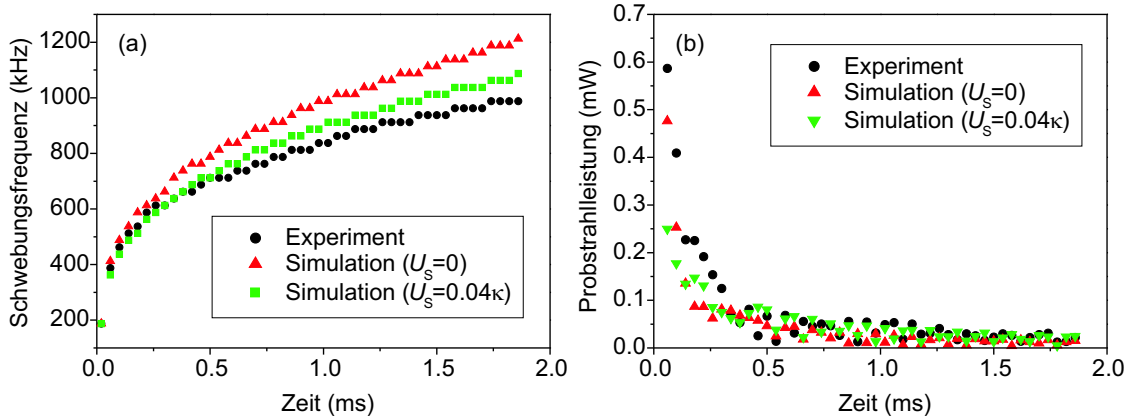 (a)
Schwebungsfrequenz (kHz)
1200
1000
800
600
400
200
0.0 0.5 1.0 1.5 2.0
Zeit (ms)
Experiment
Simulation (U_S=0)
Simulation (U_S=0.04κ)
(b)
Probstrahlleistung (mW)
0.7
0.6
0.5
0.4
0.3
0.2
0.1
0.0
0.0 0.5 1.0 1.5 2.0
Zeit (ms)
Experiment
Simulation (U_S=0)
Simulation (U_S=0.04κ)